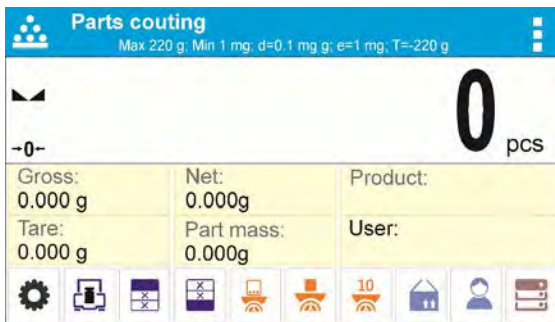 Parts couting
Max 220 g; Min 1 mg; d=0.1 mg g; e=1 mg; T=-220 g
→0←
0 pcs
Gross: Net: Product:
0.000 g 0.000g
Tare: Part mass: User:
0.000 g 0.000g
10